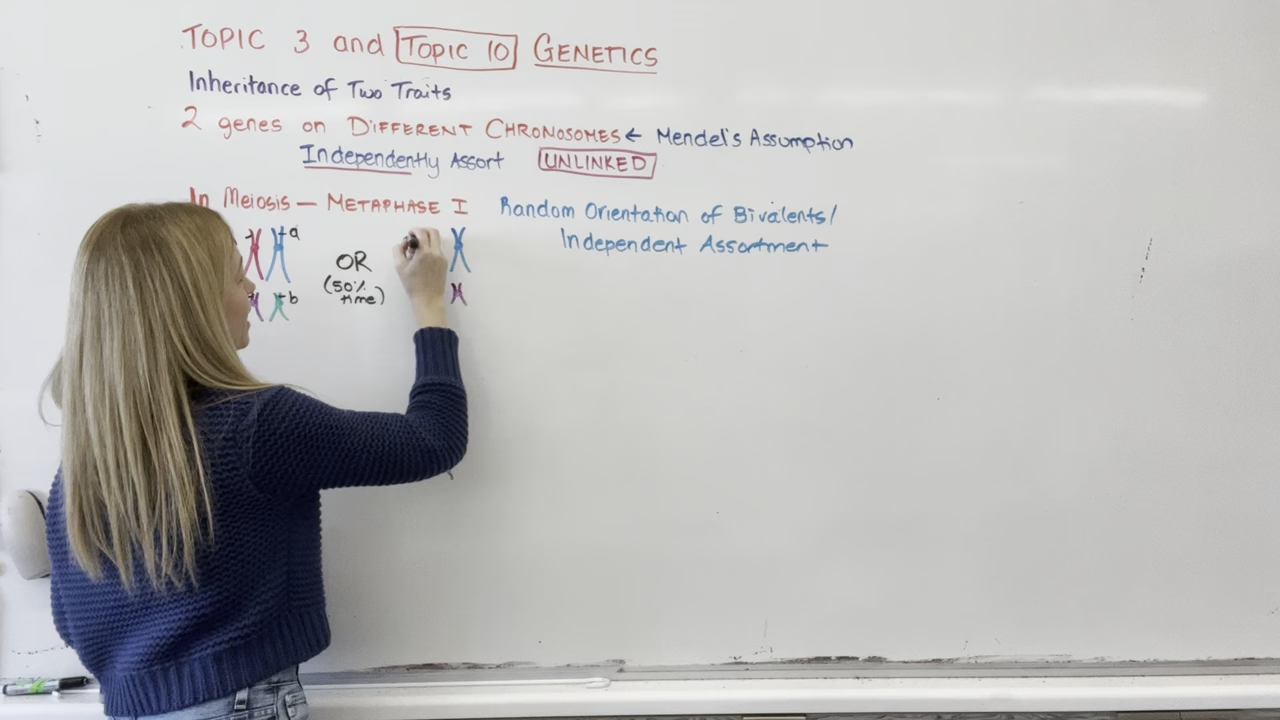 TOPIC 3 and Topic 10 GENETICS
Inheritance of Two Traits
2 genes on DIFFERENT CHRONOSOMES ← Mendel's Assumption
Independently Assort UNLINKED
In Meiosis — METAPHASE I Random Orientation of Bivalents/
Independent Assortment
a
OR
(50%
time)
b